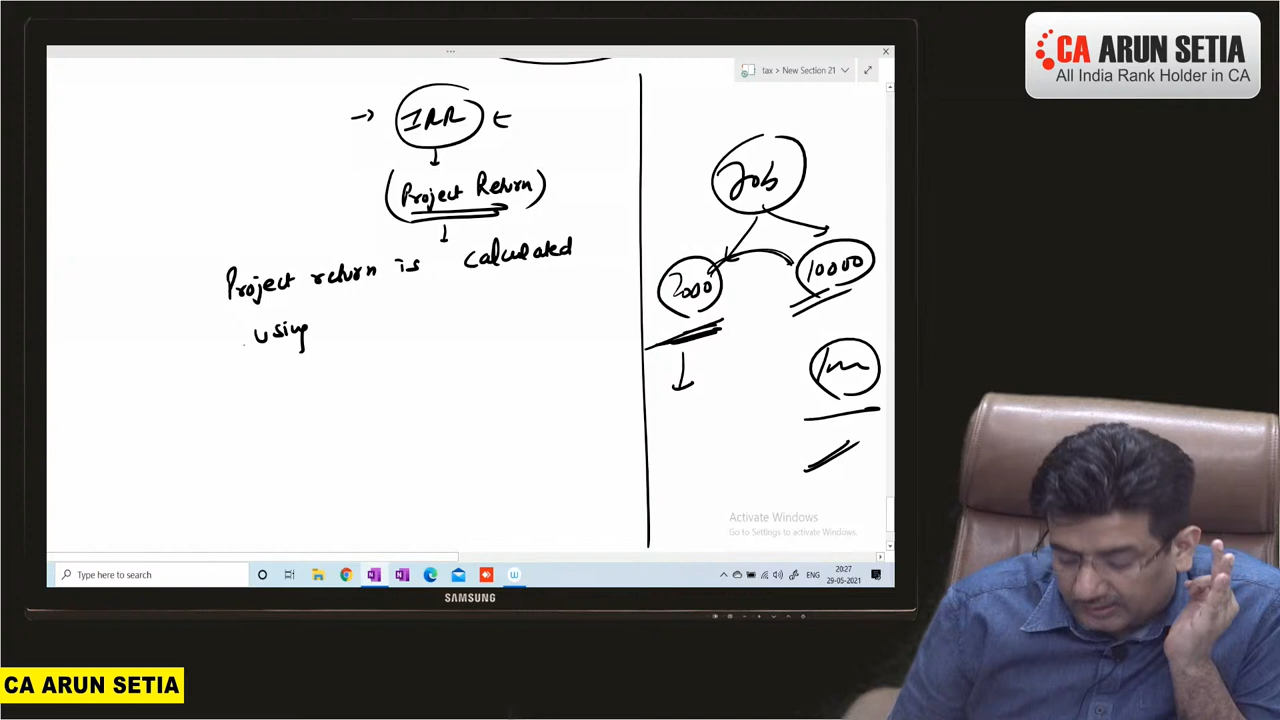 CA ARUN SETIA
All India Rank Holder in CA
tax > New Section 21
IRR
(Project Return)
Project return is calculated
using
Job
10000
Activate Windows
Go to Settings to activate Windows.
Type here to search
ENG
20:27
29-05-2021
SAMSUNG
CA ARUN SETIA